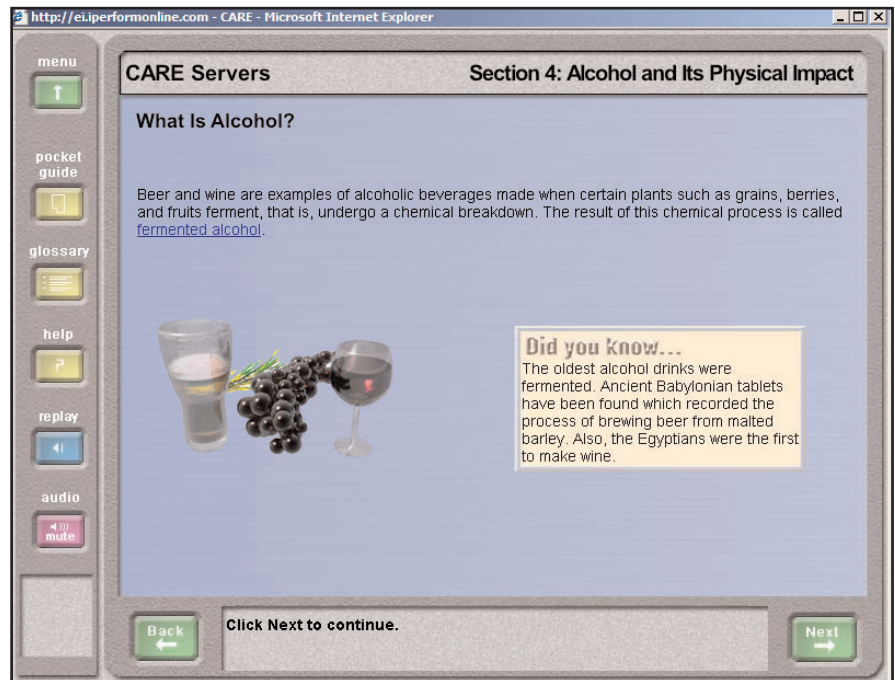 http://ei.iperformonline.com - CARE - Microsoft Internet Explorer
menu
pocket
guide
glossary
help
?
replay
audio
mute
CARE Servers
Section 4: Alcohol and Its Physical Impact
What Is Alcohol?
Beer and wine are examples of alcoholic beverages made when certain plants such as grains, berries,
and fruits ferment, that is, undergo a chemical breakdown. The result of this chemical process is called
fermented alcohol.
Did you know...
The oldest alcohol drinks were
fermented. Ancient Babylonian tablets
have been found which recorded the
process of brewing beer from malted
barley. Also, the Egyptians were the first
to make wine.
Back
Click Next to continue.
Next